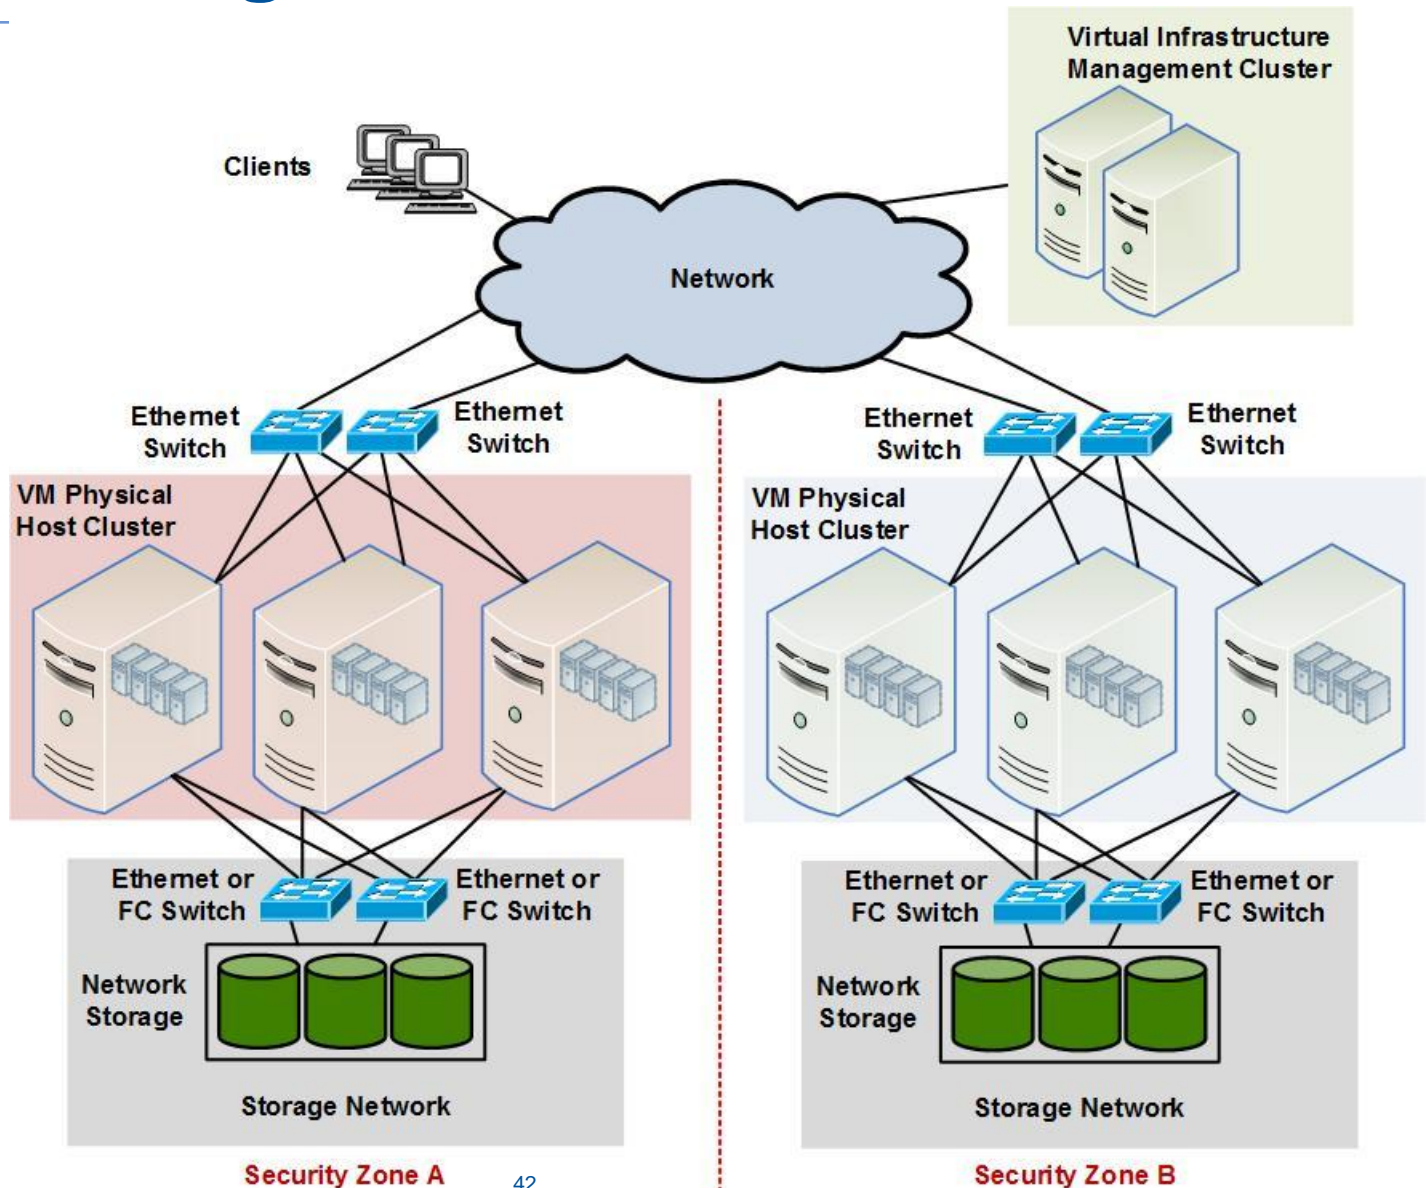 Virtual Infrastructure
Management Cluster
Clients
Network
Ethernet
Switch
Ethernet
Switch
Ethernet
Switch
Ethernet
Switch
VM Physical
Host Cluster
VM Physical
Host Cluster
Ethernet or
FC Switch
Ethernet or
FC Switch
Ethernet or
FC Switch
Ethernet or
FC Switch
Network
Storage
Network
Storage
Storage Network
Storage Network
Security Zone A
42
Security Zone B